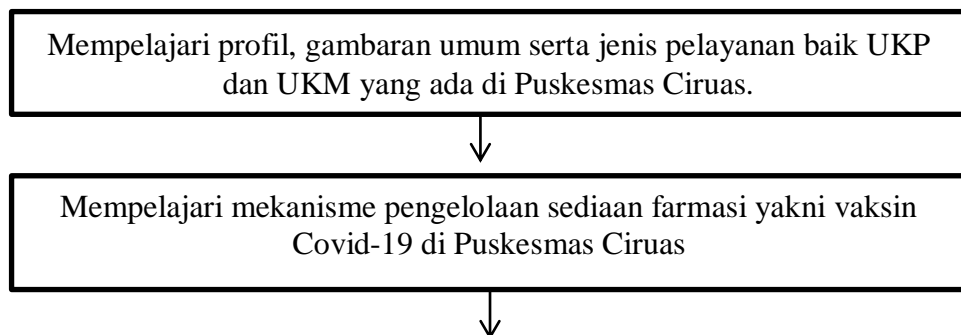 Mempelajari profil, gambaran umum serta jenis pelayanan baik UKP
dan UKM yang ada di Puskesmas Ciruas.
Mempelajari mekanisme pengelolaan sediaan farmasi yakni vaksin
Covid-19 di Puskesmas Ciruas